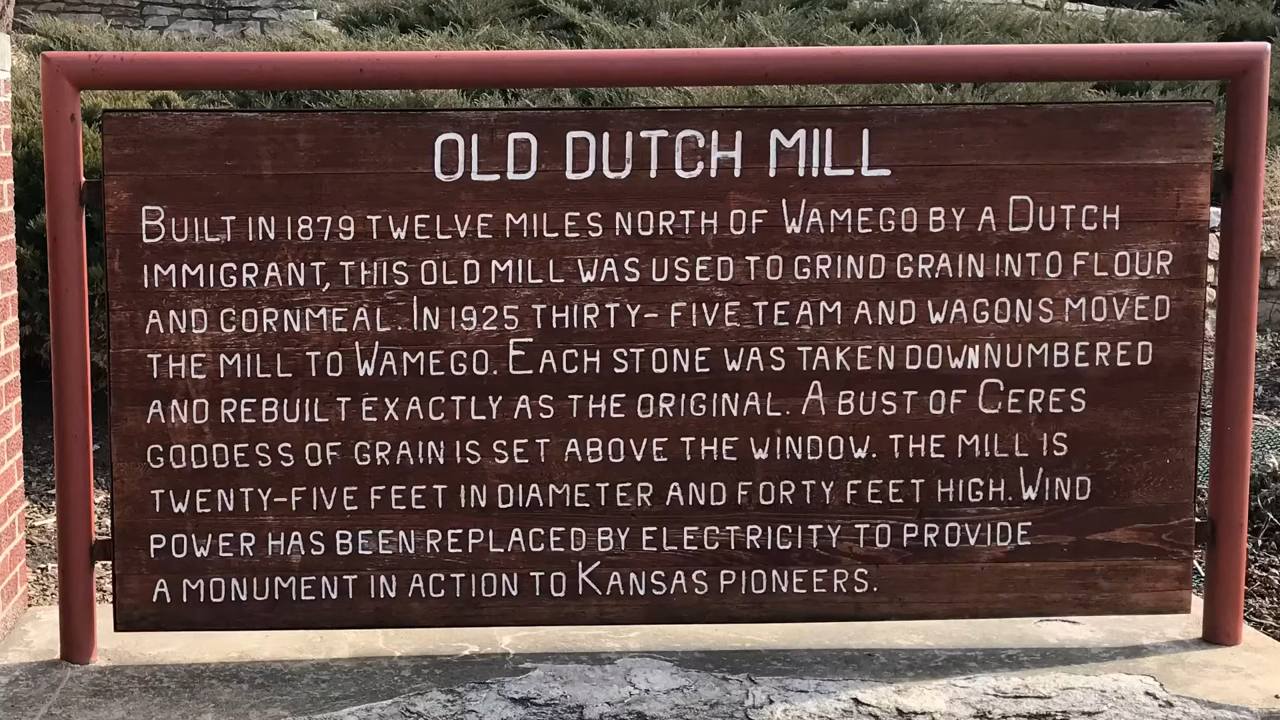 OLD DUTCH MILL
BUILT IN 1879 TWELVE MILES NORTH OF WAMEGO BY A DUTCH
IMMIGRANT, THIS OLD MILL WAS USED TO GRIND GRAIN INTO FLOUR
AND CORNMEAL. IN 1925 THIRTY-FIVE TEAM AND WAGONS MOVED
THE MILL TO WAMEGO. EACH STONE WAS TAKEN DOWN NUMBERED
AND REBUILT EXACTLY AS THE ORIGINAL. A BUST OF CERES
GODDESS OF GRAIN IS SET ABOVE THE WINDOW. THE MILL IS
TWENTY-FIVE FEET IN DIAMETER AND FORTY FEET HIGH. WIND
POWER HAS BEEN REPLACED BY ELECTRICITY TO PROVIDE
A MONUMENT IN ACTION TO KANSAS PIONEERS.